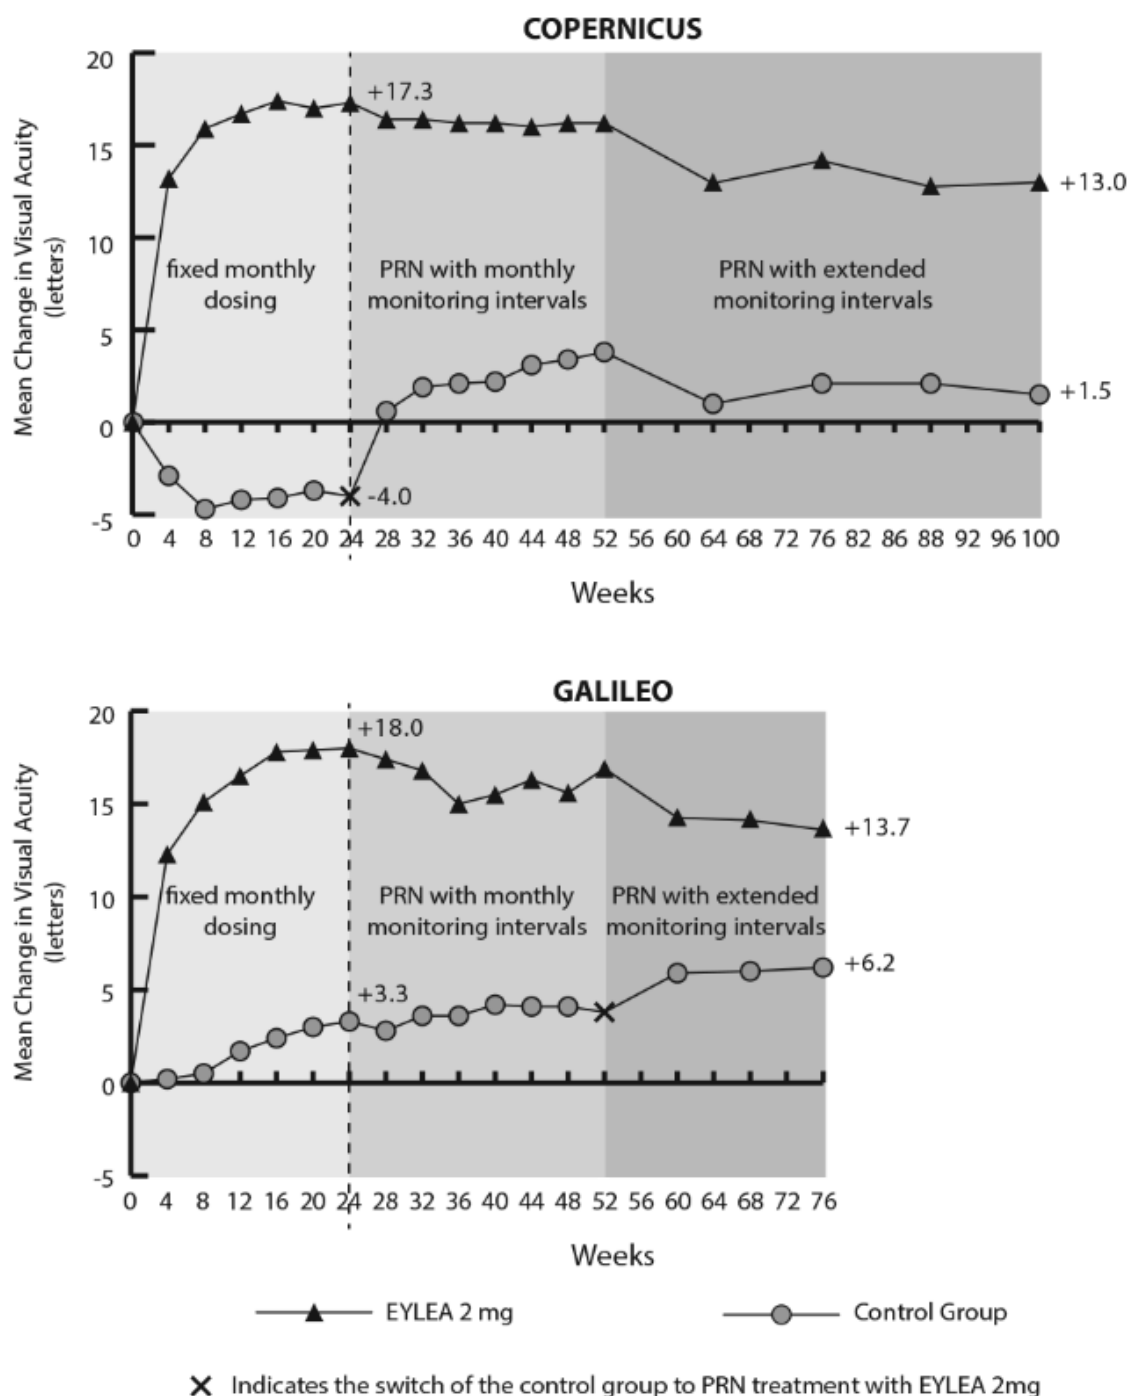 COPERNICUS
20
15
10
5
0
-5
Mean Change in Visual Acuity
(letters)
+17.3
+13.0
fixed monthly
dosing
PRN with monthly
monitoring intervals
PRN with extended
monitoring intervals
+1.5
-4.0
0 4 8 12 16 20 24 28 32 36 40 44 48 52 56 60 64 68 72 76 82 86 88 92 96 100
Weeks
GALILEO
20
15
10
5
0
-5
Mean Change in Visual Acuity
(letters)
+18.0
+13.7
fixed monthly
dosing
PRN with monthly
monitoring intervals
PRN with extended
monitoring intervals
+3.3
+6.2
0 4 8 12 16 20 24 28 32 36 40 44 48 52 56 60 64 68 72 76
Weeks
EYLEA 2 mg
Control Group
Indicates the switch of the control group to PRN treatment with EYLEA 2mg